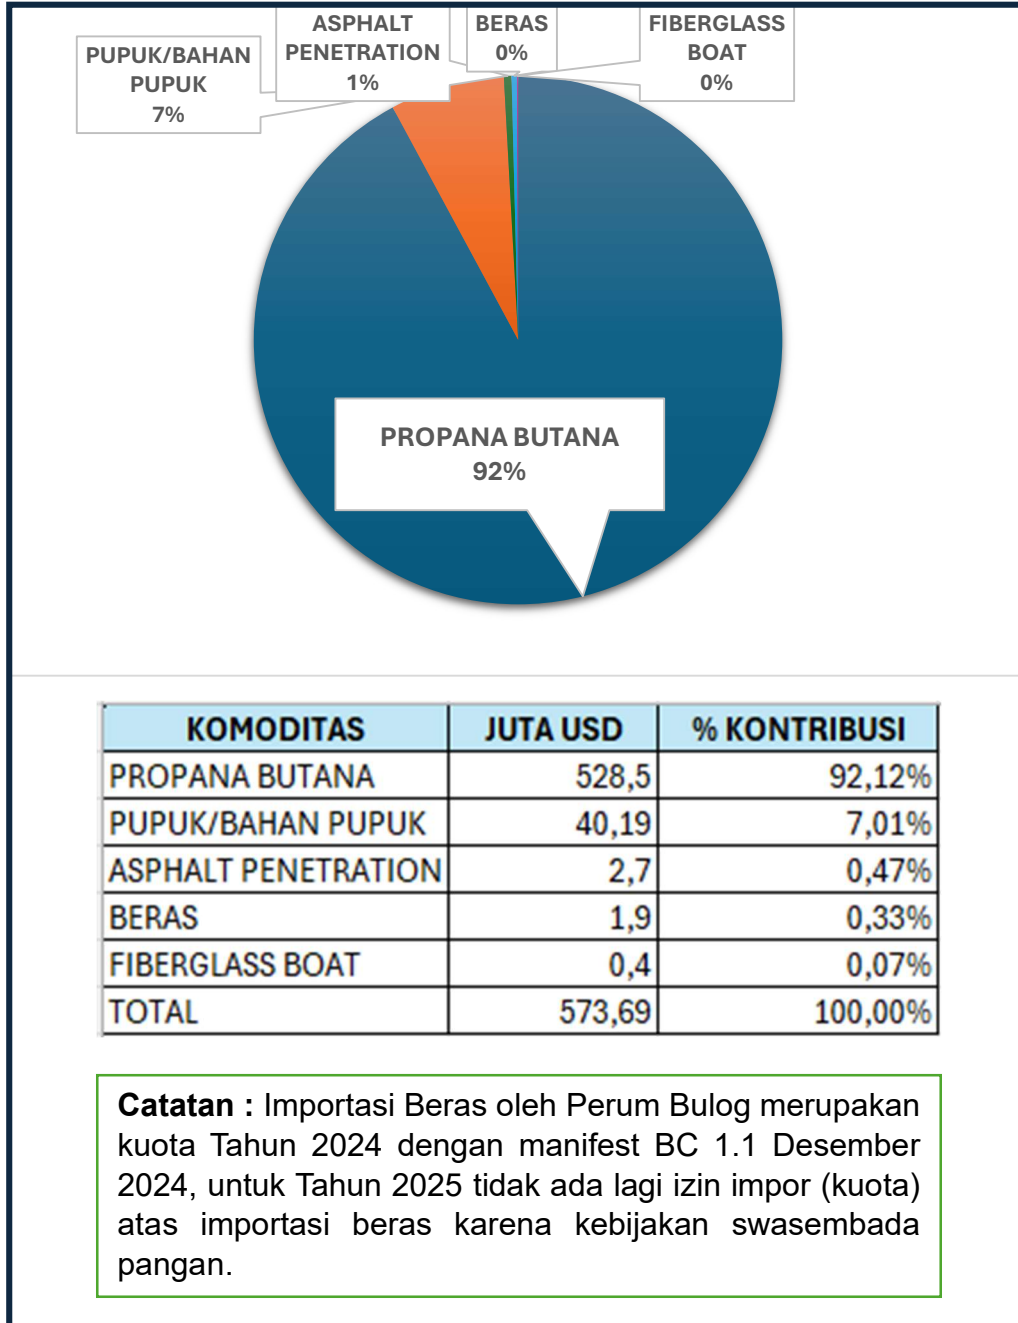 ASPHALT
PENETRATION
1%
BERAS
0%
FIBERGLASS
BOAT
0%
PUPUK/BAHAN
PUPUK
7%
PROPANA BUTANA
92%
KOMODITAS JUTA USD % KONTRIBUSI
PROPANA BUTANA 528,5 92,12%
PUPUK/BAHAN PUPUK 40,19 7,01%
ASPHALT PENETRATION 2,7 0,47%
BERAS 1,9 0,33%
FIBERGLASS BOAT 0,4 0,07%
TOTAL 573,69 100,00%
Catatan : Importasi Beras oleh Perum Bulog merupakan
kuota Tahun 2024 dengan manifest BC 1.1 Desember
2024, untuk Tahun 2025 tidak ada lagi izin impor (kuota)
atas importasi beras karena kebijakan swasembada
pangan.